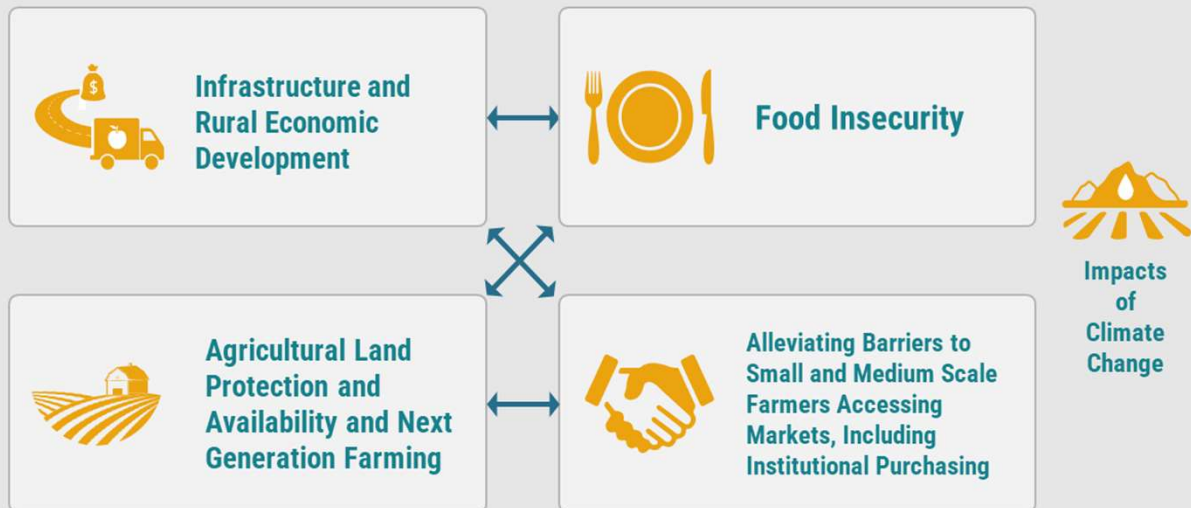 Infrastructure and
Rural Economic
Development
$
Food Insecurity
Agricultural Land
Protection and
Availability and Next
Generation Farming
Alleviating Barriers to
Small and Medium Scale
Farmers Accessing
Markets, Including
Institutional Purchasing
Impacts
of
Climate
Change